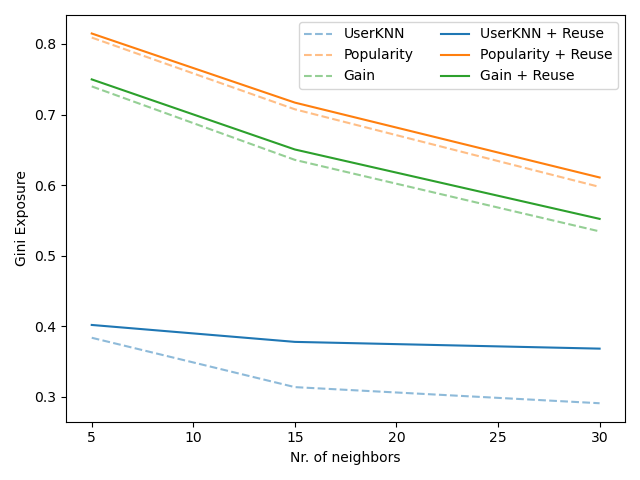 UserKNN
Popularity
Gain
UserKNN + Reuse
Popularity + Reuse
Gain + Reuse
Gini Exposure
0.8
0.7
0.6
0.5
0.4
0.3
5 10 15 20 25 30
Nr. of neighbors